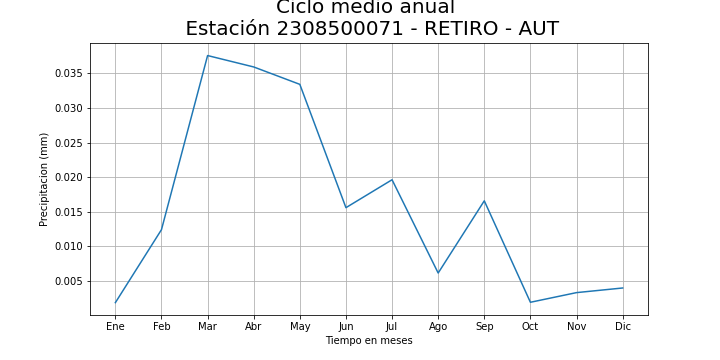 Ciclo medio anual
Estación 2308500071 - RETIRO - AUT
Precipitacion (mm)
0.035
0.030
0.025
0.020
0.015
0.010
0.005
Ene Feb Mar Abr May Jun Jul Ago Sep Oct Nov Dic
Tiempo en meses